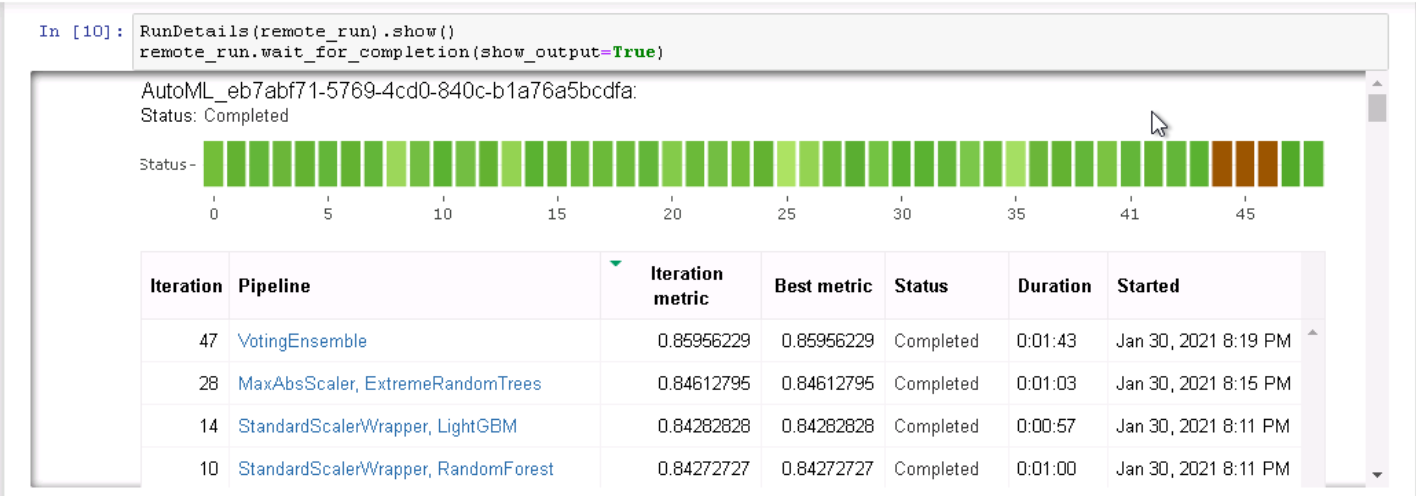 In [10]: RunDetails(remote_run).show()
remote_run.wait_for_completion(show_output=True)
AutoML_eb7abf71-5769-4cd0-840c-b1a76a5bcdfa:
Status: Completed
Status
0 5 10 15 20 25 30 35 41 45
Iteration Pipeline Iteration metric Best metric Status Duration Started
47 VotingEnsemble 0.85956229 0.85956229 Completed 0:01:43 Jan 30, 2021 8:19 PM
28 MaxAbsScaler, ExtremeRandomTrees 0.84612795 0.84612795 Completed 0:01:03 Jan 30, 2021 8:15 PM
14 StandardScalerWrapper, LightGBM 0.84282828 0.84282828 Completed 0:00:57 Jan 30, 2021 8:11 PM
10 StandardScalerWrapper, RandomForest 0.84272727 0.84272727 Completed 0:01:00 Jan 30, 2021 8:11 PM